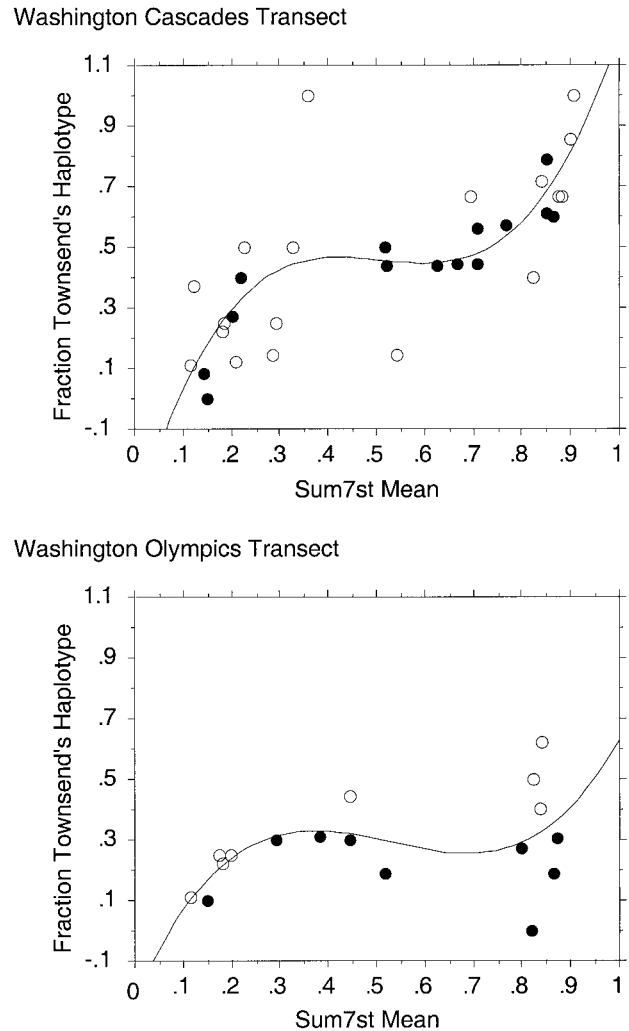 Washington Cascades Transect
1.1
.9
.7
.5
.3
.1
-.1
Fraction Townsend's Haplotype
0 .1 .2 .3 .4 .5 .6 .7 .8 .9 1
Sum7st Mean
Washington Olympics Transect
1.1
.9
.7
.5
.3
.1
-.1
Fraction Townsend's Haplotype
0 .1 .2 .3 .4 .5 .6 .7 .8 .9 1
Sum7st Mean